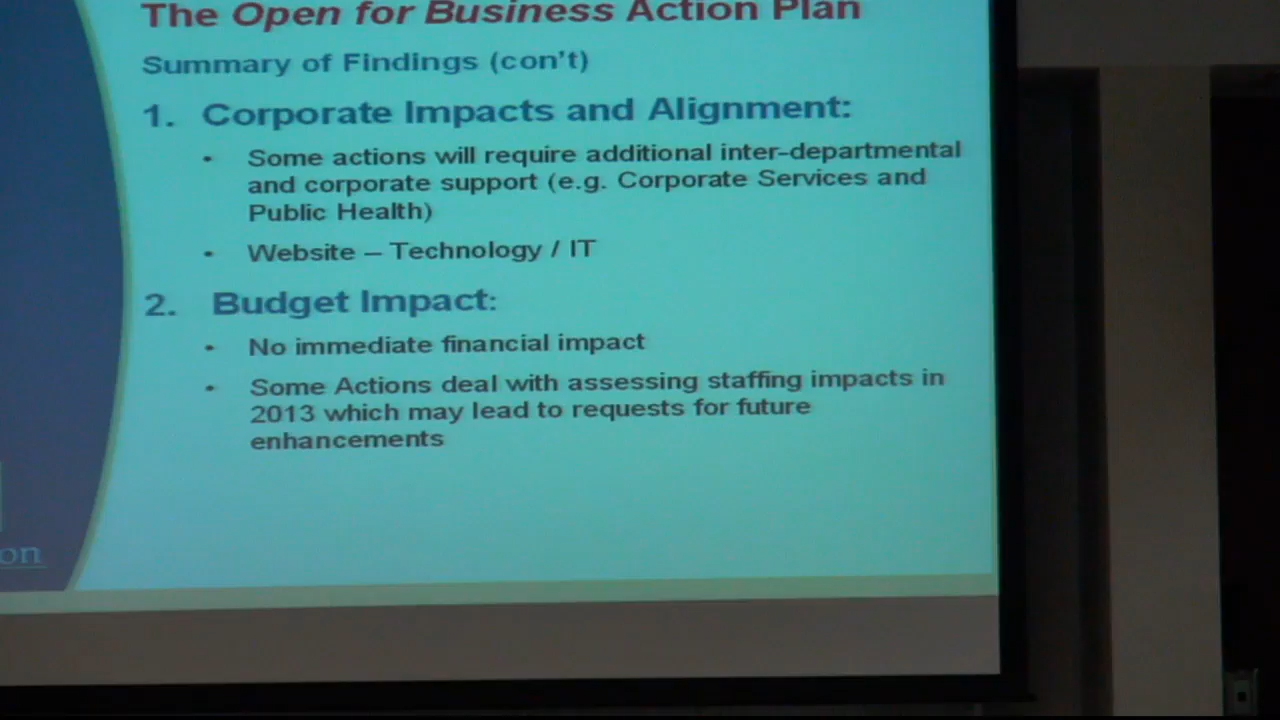 The Open for Business Action Plan
Summary of Findings (con't)
1. Corporate Impacts and Alignment:
• Some actions will require additional inter-departmental
and corporate support (e.g. Corporate Services and
Public Health)
• Website – Technology / IT
2. Budget Impact:
• No immediate financial impact
• Some Actions deal with assessing staffing impacts in
2013 which may lead to requests for future
enhancements
on